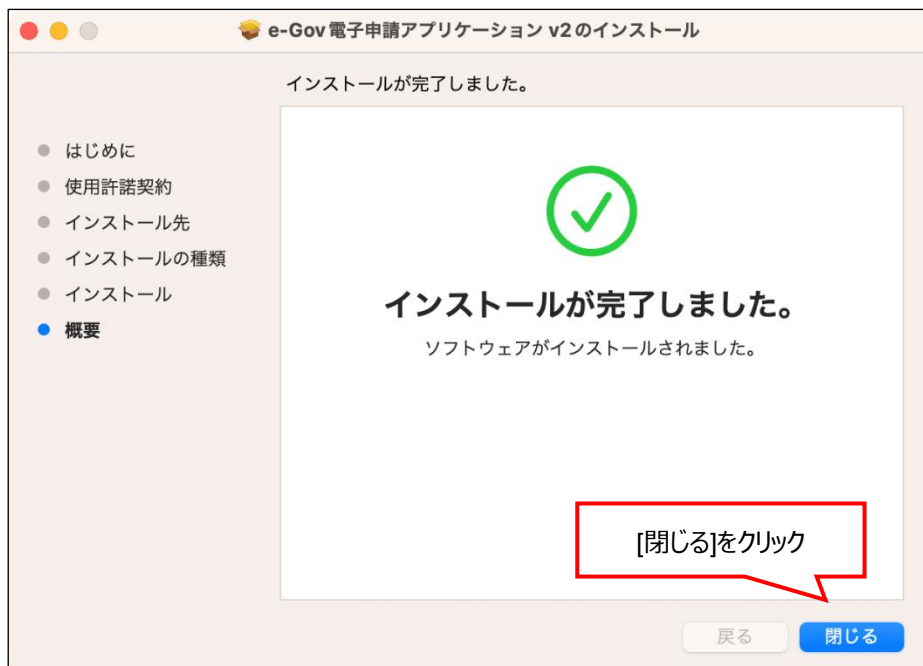 e-Gov電子申請アプリケーション v2のインストール
インストールが完了しました。
はじめに
使用許諾契約
インストール先
インストールの種類
インストール
概要
インストールが完了しました。
ソフトウェアがインストールされました。
[閉じる]をクリック
戻る
閉じる